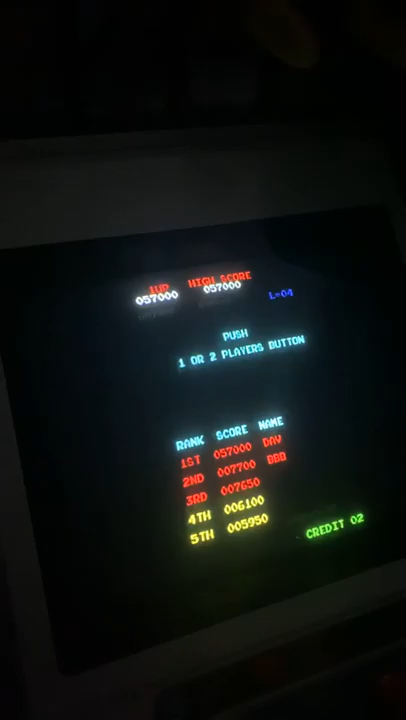 1UP HIGH SCORE
057000 057000
L=04
PUSH
1 OR 2 PLAYERS BUTTON
RANK SCORE NAME
1ST 057000 DAV
2ND 007700 BBB
3RD 007650
4TH 006100
5TH 005950
CREDIT 02